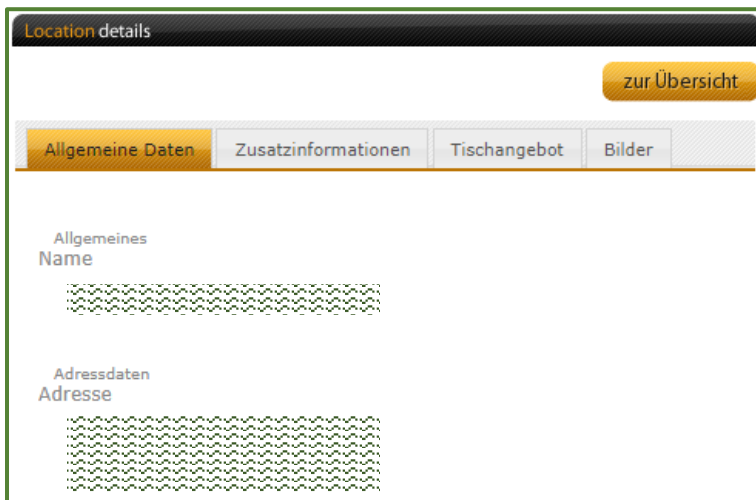 Location details
zur Übersicht
Allgemeine Daten Zusatzinformationen Tischangebot Bilder
Allgemeines
Name
Adressdaten
Adresse